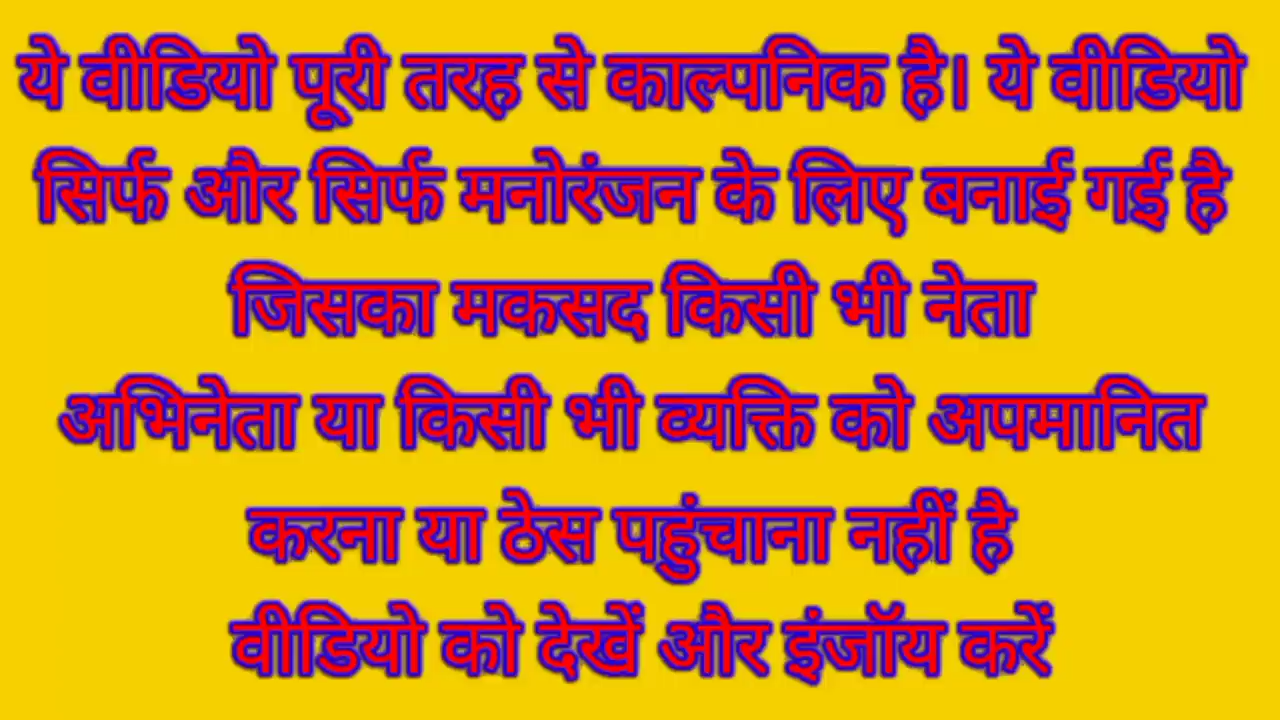 ये वीडियो पूरी तरह से काल्पनिक है। ये वीडियो
सिर्फ और सिर्फ मनोरंजन के लिए बनाई गई है
जिसका मकसद किसी भी नेता
अभिनेता या किसी भी व्यक्ति को अपमानित
करना या ठेस पहुंचाना नहीं है
वीडियो को देखें और इंजॉय करें